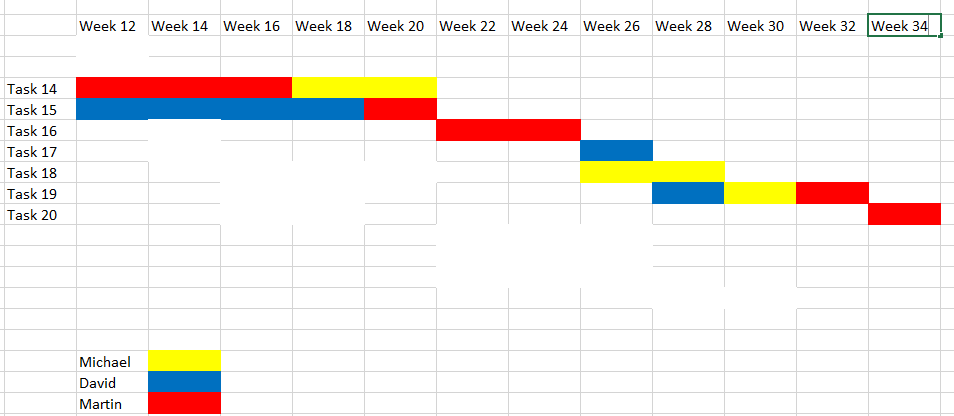 Week 12 Week 14 Week 16 Week 18 Week 20 Week 22 Week 24 Week 26 Week 28 Week 30 Week 32 Week 34
Task 14
Task 15
Task 16
Task 17
Task 18
Task 19
Task 20
Michael
David
Martin